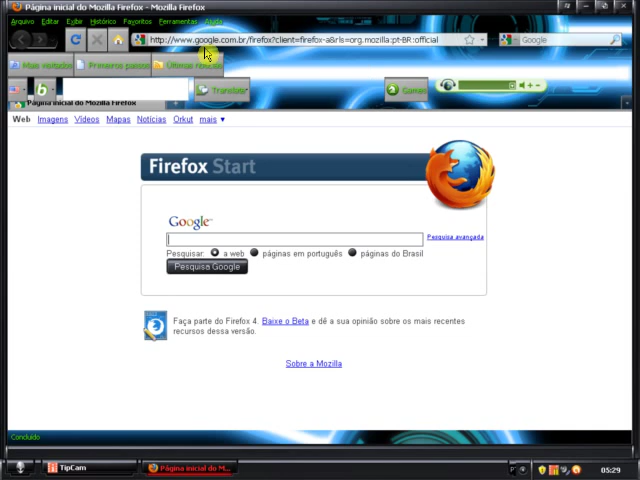 Página inicial do Mozilla Firefox - Mozilla Firefox
Arquivo Editar Exibir Histórico Favoritos Ferramentas Ajuda
http://www.google.com.br/firefox?client=firefox-a&rls=org.mozilla:pt-BR:official
Google
Mais visitados Primeiros passos Últimas notícias
b Translate Games
Página inicial do Mozilla Firefox
Web Imagens Vídeos Mapas Notícias Orkut mais ▼
Firefox Start
Google
Pesquisa avançada
Pesquisar: a web páginas em português páginas do Brasil
Pesquisa Google
Faça parte do Firefox 4. Baixe o Beta e dê a sua opinião sobre os mais recentes
recursos dessa versão.
Sobre a Mozilla
Concluído
TipCam Página inicial do M... 05:29